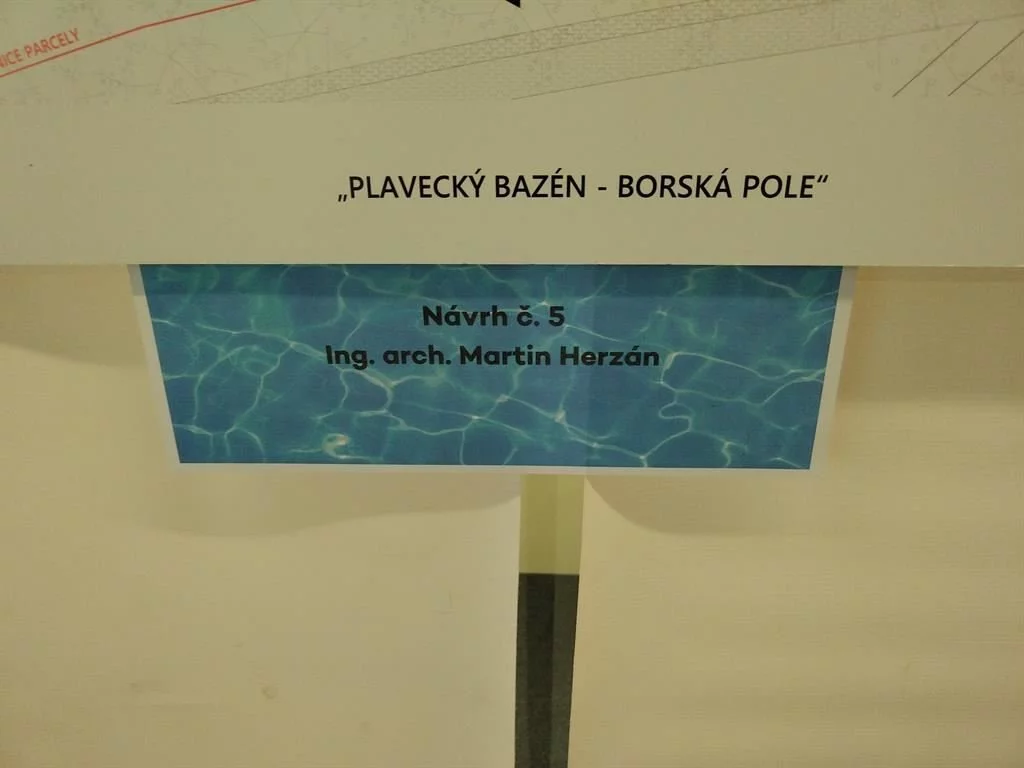 NICE PARCELY
„PLAVECKÝ BAZÉN - BORSKÁ POLE“
Návrh č. 5
Ing. arch. Martin Herzán